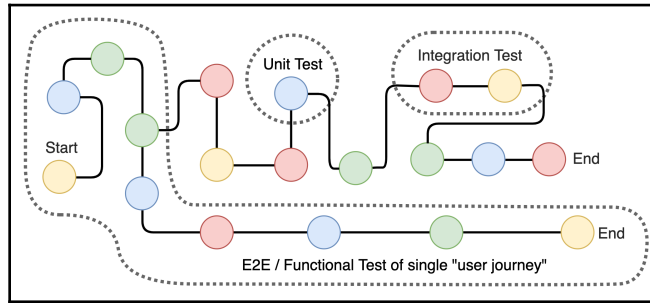 Unit Test
Integration Test
Start
End
End
E2E / Functional Test of single "user journey"